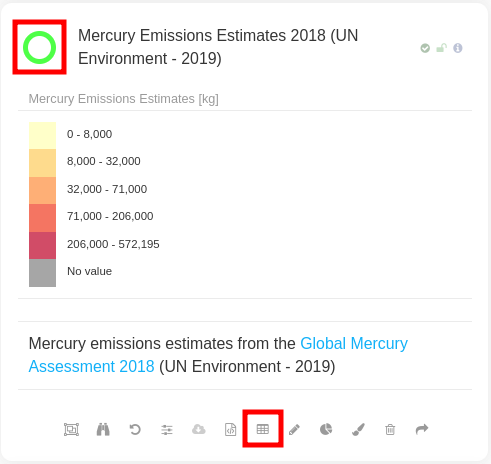 Mercury Emissions Estimates 2018 (UN
Environment - 2019)
Mercury Emissions Estimates [kg]
0 - 8,000
8,000 - 32,000
32,000 - 71,000
71,000 - 206,000
206,000 - 572,195
No value
Mercury emissions estimates from the Global Mercury
Assessment 2018 (UN Environment - 2019)